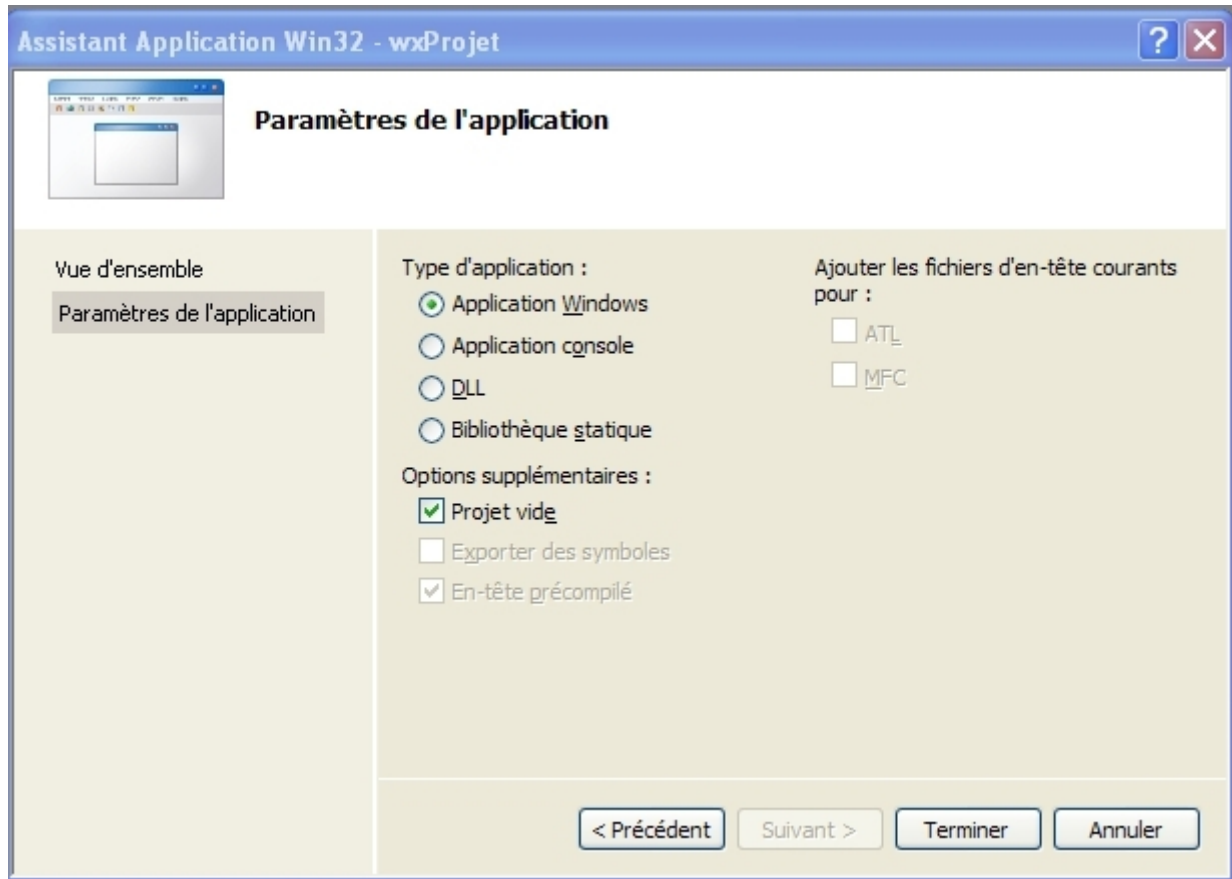 Assistant Application Win32 - wxProjet
Paramètres de l'application
Vue d'ensemble
Paramètres de l'application
Type d'application :
Application Windows
Application console
DLL
Bibliothèque statique
Options supplémentaires :
Projet vide
Exporter des symboles
En-tête précompilé
Ajouter les fichiers d'en-tête courants
pour :
ATL
MFC
< Précédent
Suivant >
Terminer
Annuler